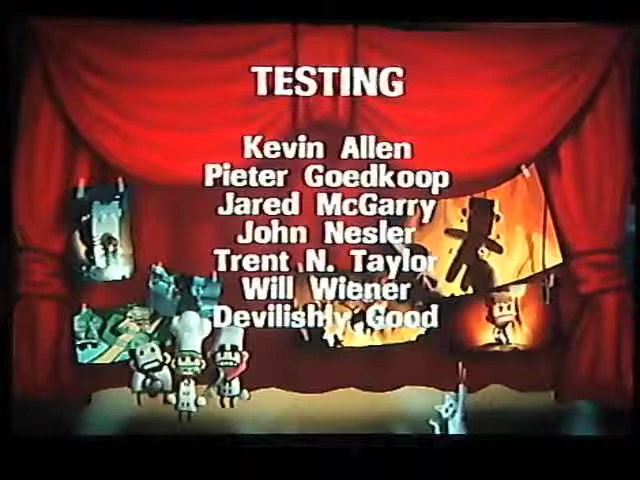 TESTING
Kevin Allen
Pieter Goedkoop
Jared McGarry
John Nesler
Trent N. Taylor
Will Wiener
Devilishly Good